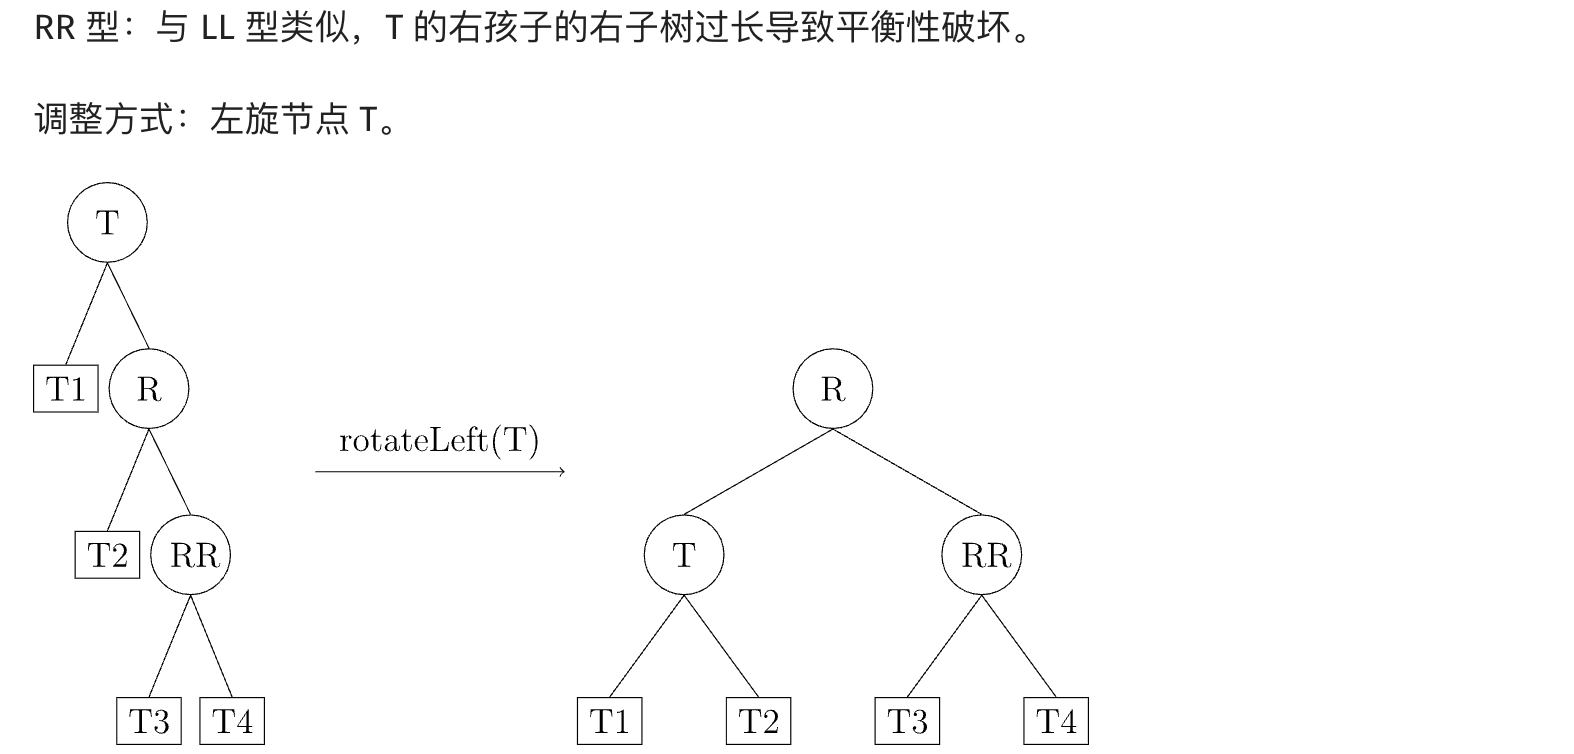 RR 型：与 LL 型类似，T 的右孩子的右子树过长导致平衡性破坏。
调整方式：左旋节点 T。
T
T1 R
R
rotateLeft(T)
T2 RR
T RR
T3 T4
T1 T2 T3 T4